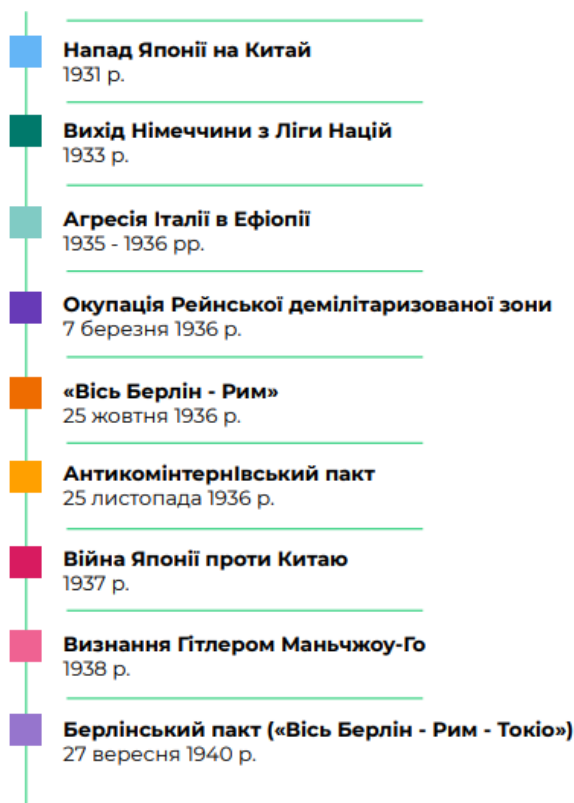 Напад Японії на Китай
1931 р.
Вихід Німеччини з Ліги Націй
1933 р.
Агресія Італії в Ефіопії
1935 - 1936 рр.
Окупація Рейнської демілітаризованої зони
7 березня 1936 р.
«Вісь Берлін - Рим»
25 жовтня 1936 р.
АнтикомінтернІвський пакт
25 листопада 1936 р.
Війна Японії проти Китаю
1937 р.
Визнання Гітлером Маньчжоу-Го
1938 р.
Берлінський пакт («Вісь Берлін - Рим - Токіо»)
27 вересня 1940 р.